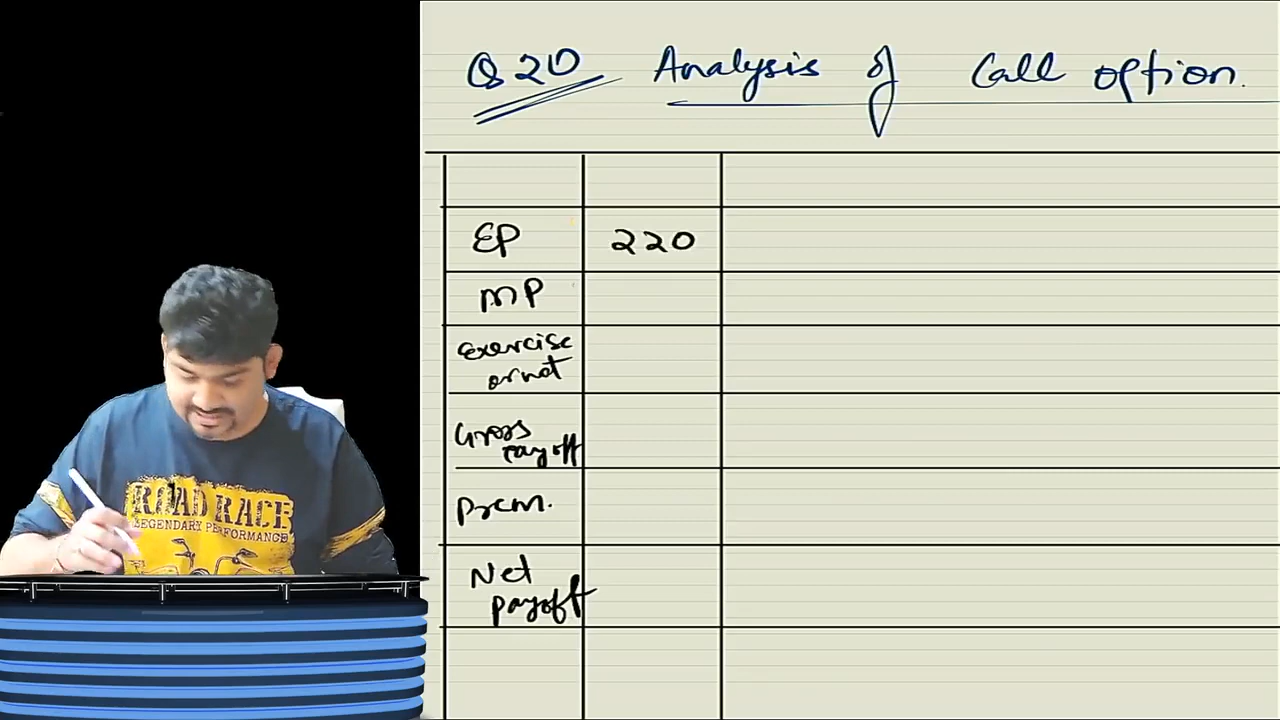 Q20 Analysis of Call option.
EP 220
MP
Exercise
or not
Gross
payoff
Prem.
Net
payoff
ROAD RACE
LEGENDARY PERFORMANCE